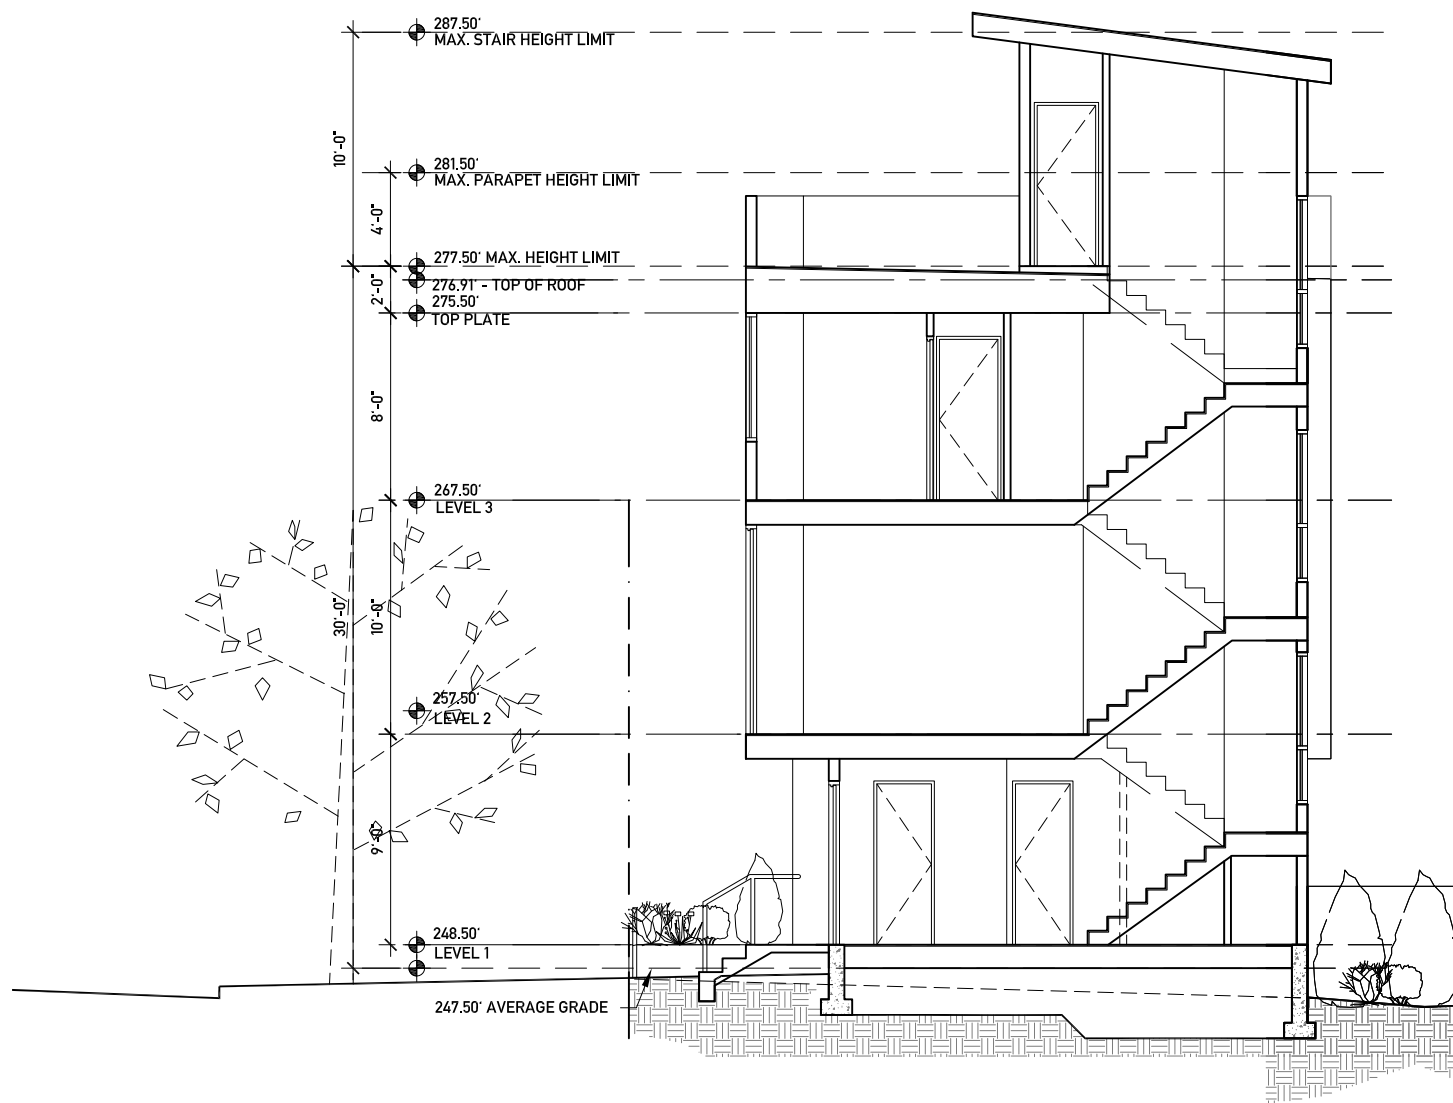 287.50'
MAX. STAIR HEIGHT LIMIT
10'-0"
281.50'
MAX. PARAPET HEIGHT LIMIT
4'-0"
277.50' MAX. HEIGHT LIMIT
276.91' - TOP OF ROOF
2'-0"
275.50'
TOP PLATE
8'-0"
267.50'
LEVEL 3
30'-0"
10'-0"
257.50'
LEVEL 2
9'-0"
248.50'
LEVEL 1
247.50' AVERAGE GRADE